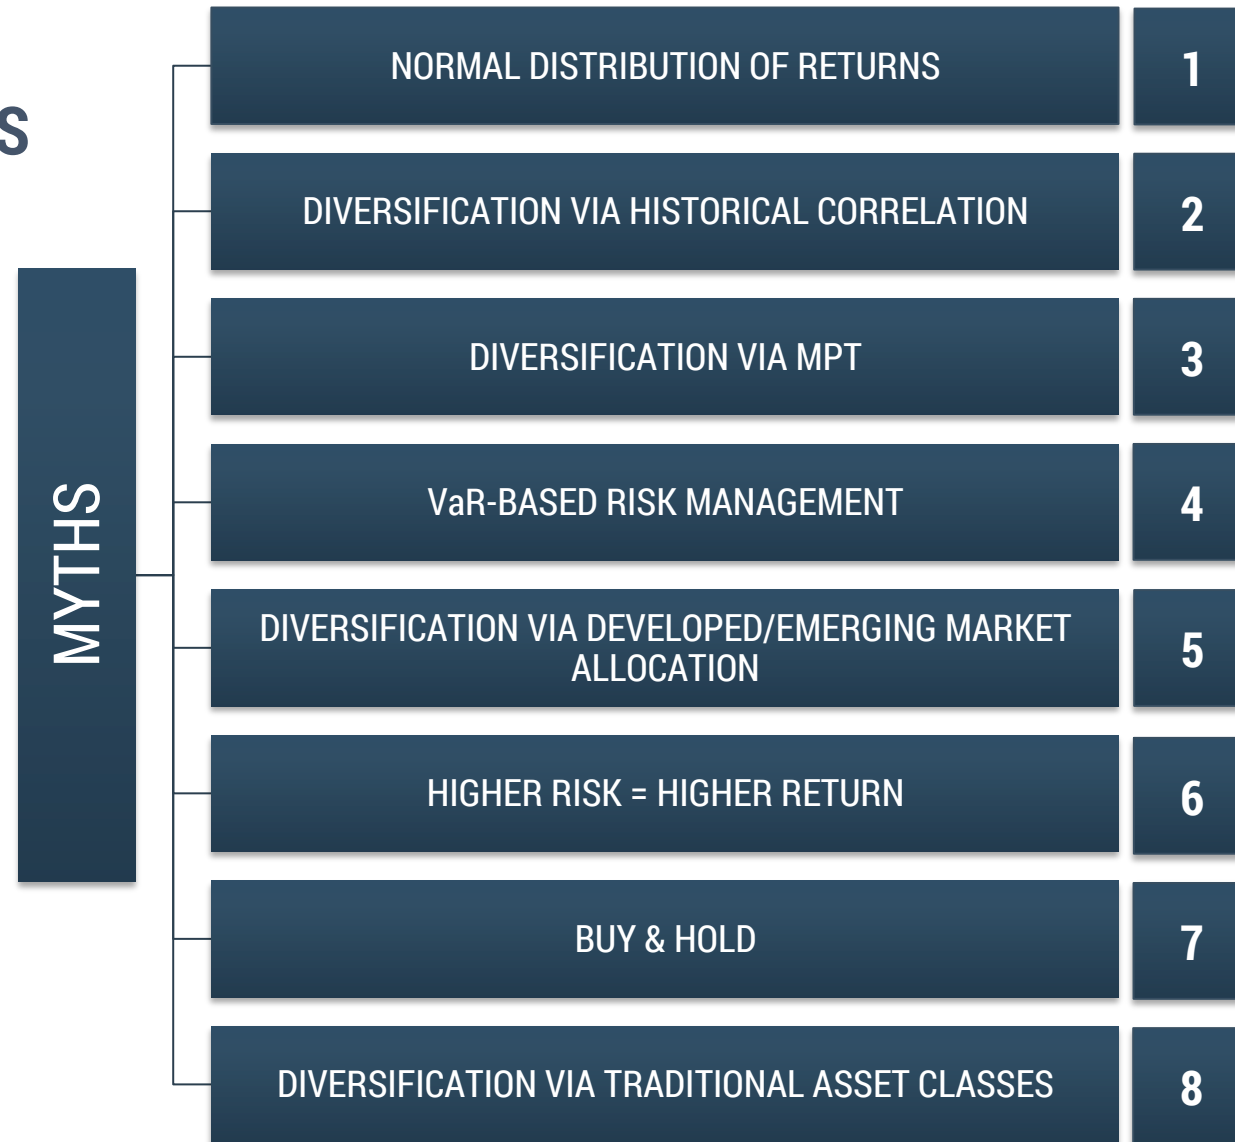 S
NORMAL DISTRIBUTION OF RETURNS
1
DIVERSIFICATION VIA HISTORICAL CORRELATION
2
DIVERSIFICATION VIA MPT
3
VaR-BASED RISK MANAGEMENT
4
MYTHS
DIVERSIFICATION VIA DEVELOPED/EMERGING MARKET
ALLOCATION
5
HIGHER RISK = HIGHER RETURN
6
BUY & HOLD
7
DIVERSIFICATION VIA TRADITIONAL ASSET CLASSES
8